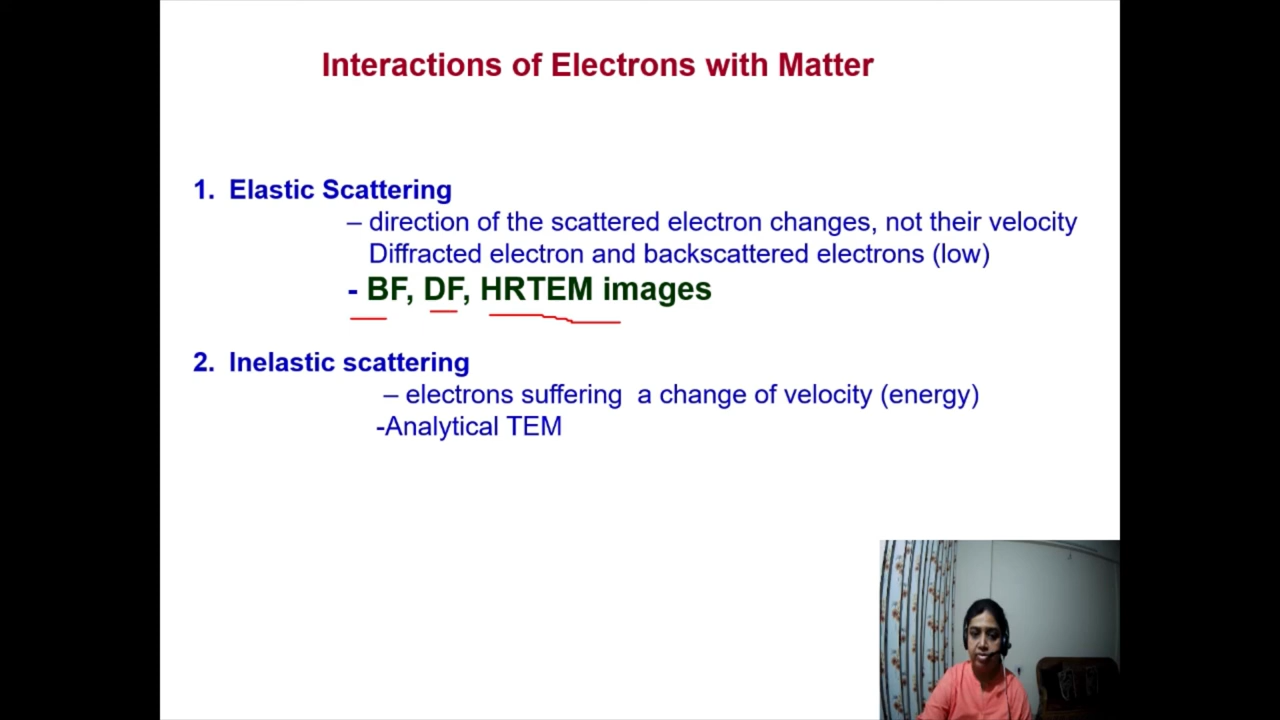 Interactions of Electrons with Matter
1. Elastic Scattering
– direction of the scattered electron changes, not their velocity
Diffracted electron and backscattered electrons (low)
- BF, DF, HRTEM images
2. Inelastic scattering
– electrons suffering a change of velocity (energy)
-Analytical TEM